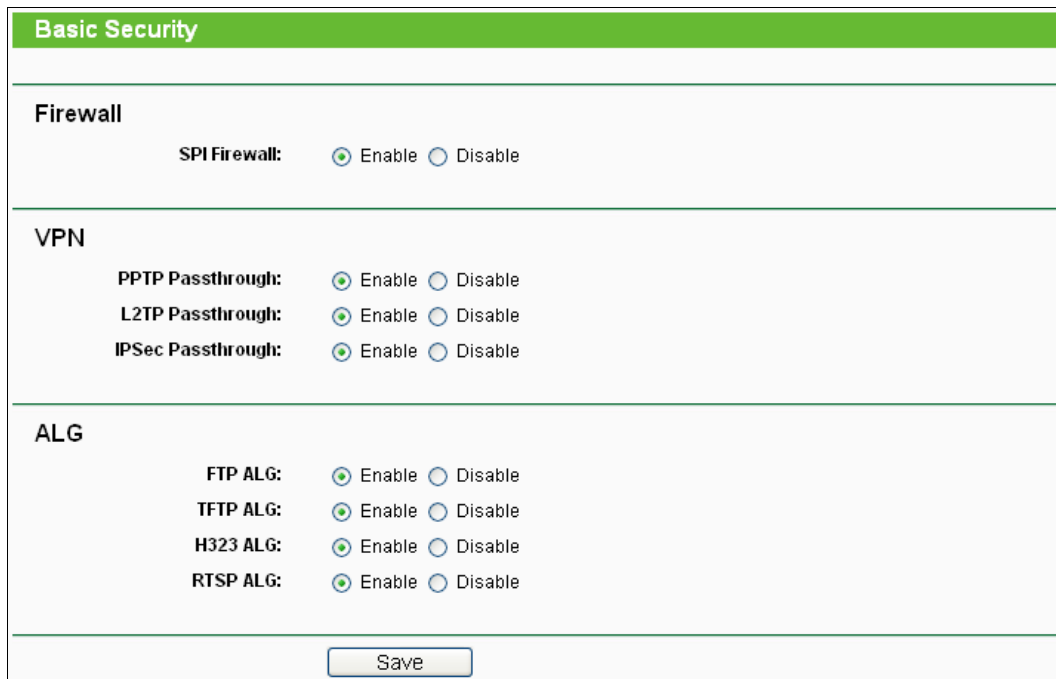 Basic Security
Firewall
SPI Firewall: Enable Disable
VPN
PPTP Passthrough: Enable Disable
L2TP Passthrough: Enable Disable
IPSec Passthrough: Enable Disable
ALG
FTP ALG: Enable Disable
TFTP ALG: Enable Disable
H323 ALG: Enable Disable
RTSP ALG: Enable Disable
Save